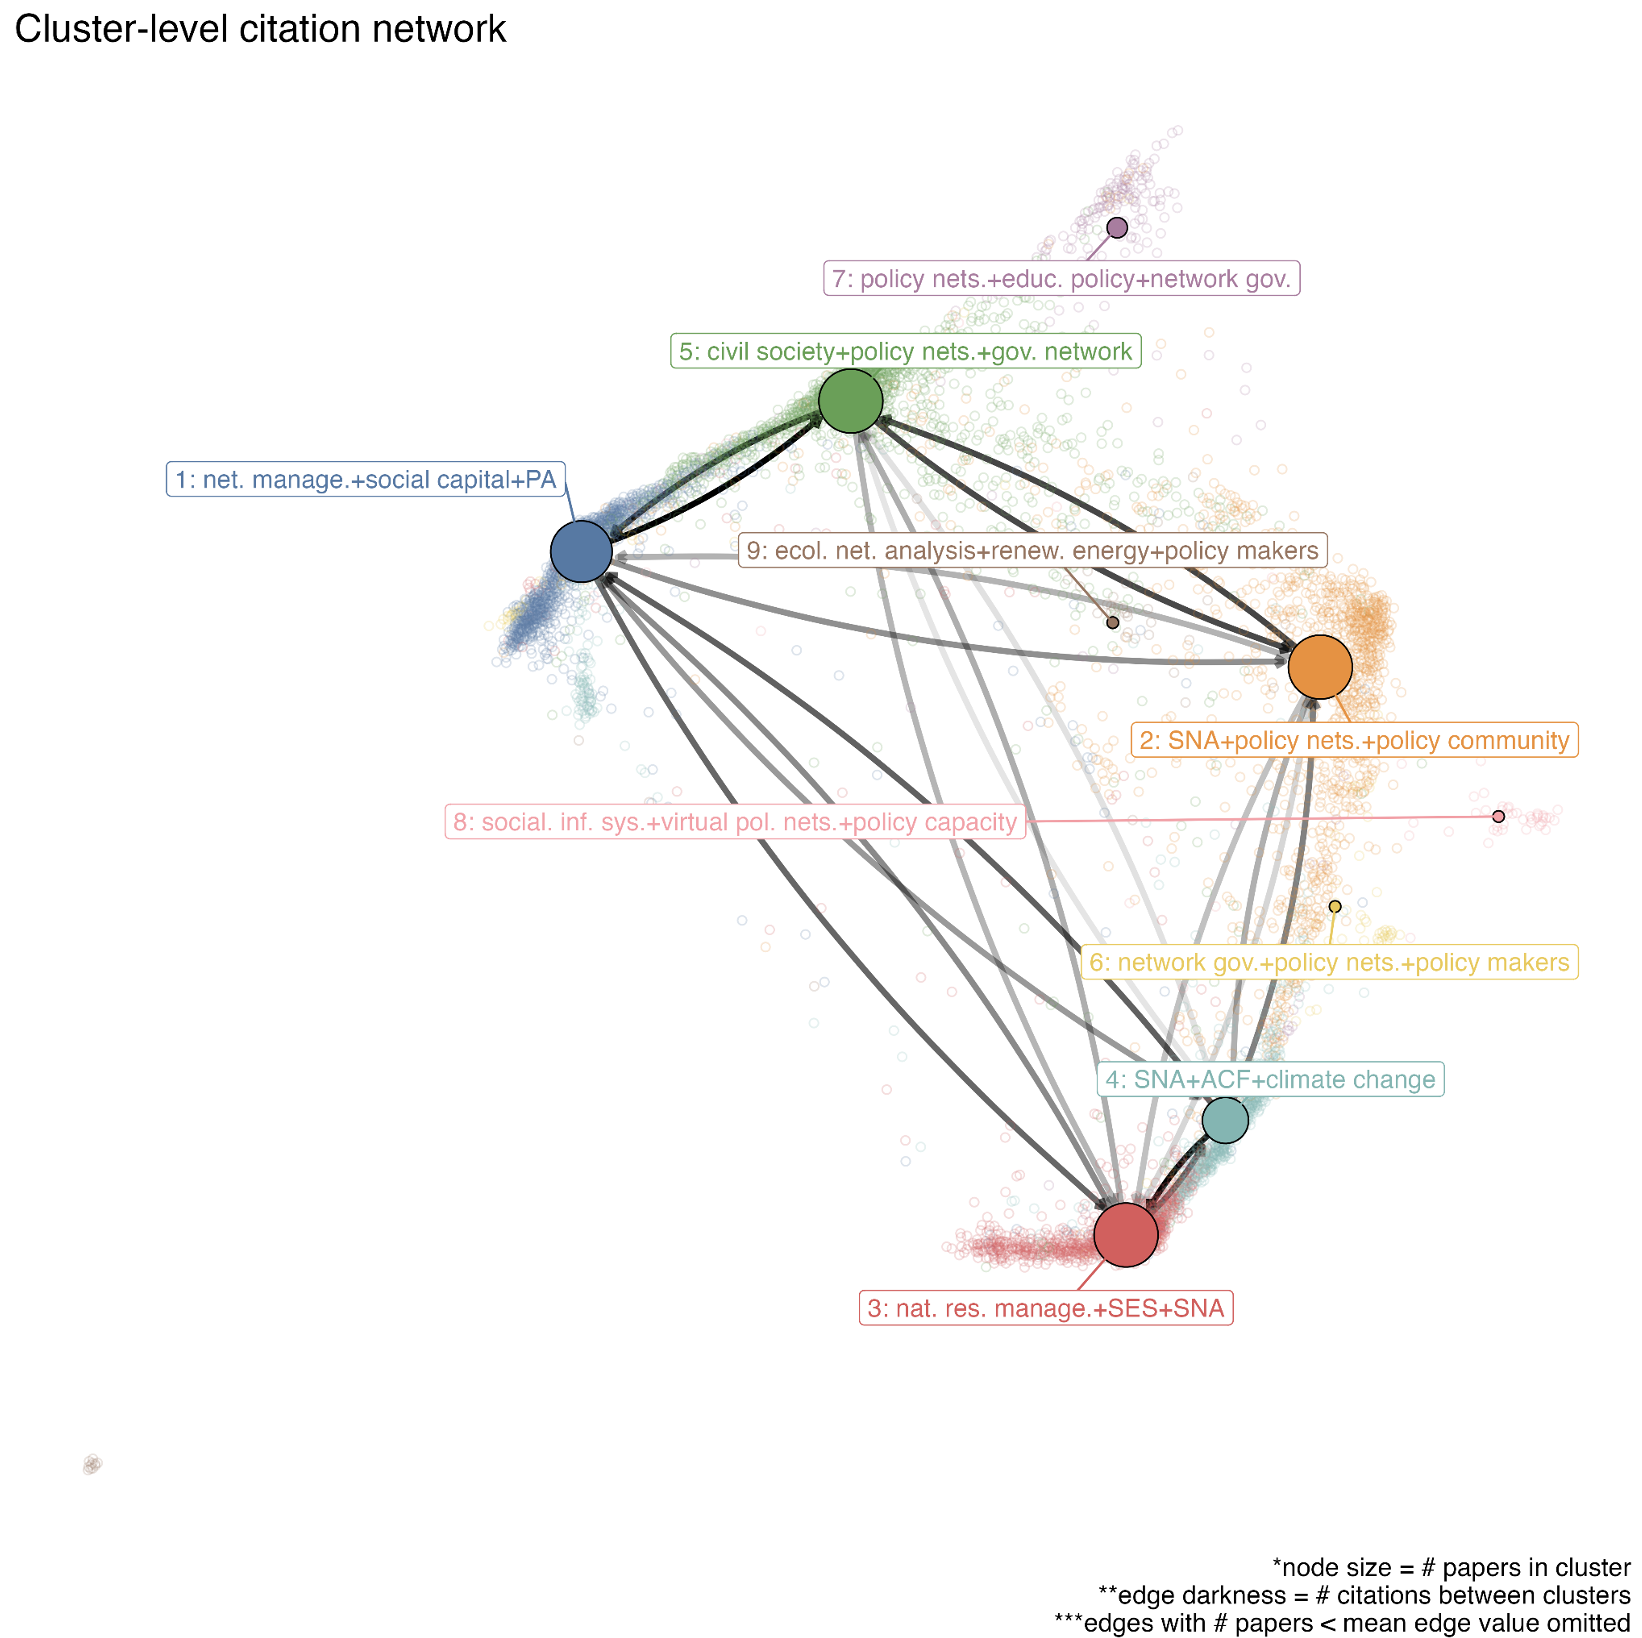 Cluster-level citation network
7: policy nets.+educ. policy+network gov.
5: civil society+policy nets.+gov. network
1: net. manage.+social capital+PA
9: ecol. net. analysis+renew. energy+policy makers
2: SNA+policy nets.+policy community
8: social. inf. sys.+virtual pol. nets.+policy capacity
6: network gov.+policy nets.+policy makers
4: SNA+ACF+climate change
3: nat. res. manage.+SES+SNA
*node size = # papers in cluster
**edge darkness = # citations between clusters
***edges with # papers < mean edge value omitted